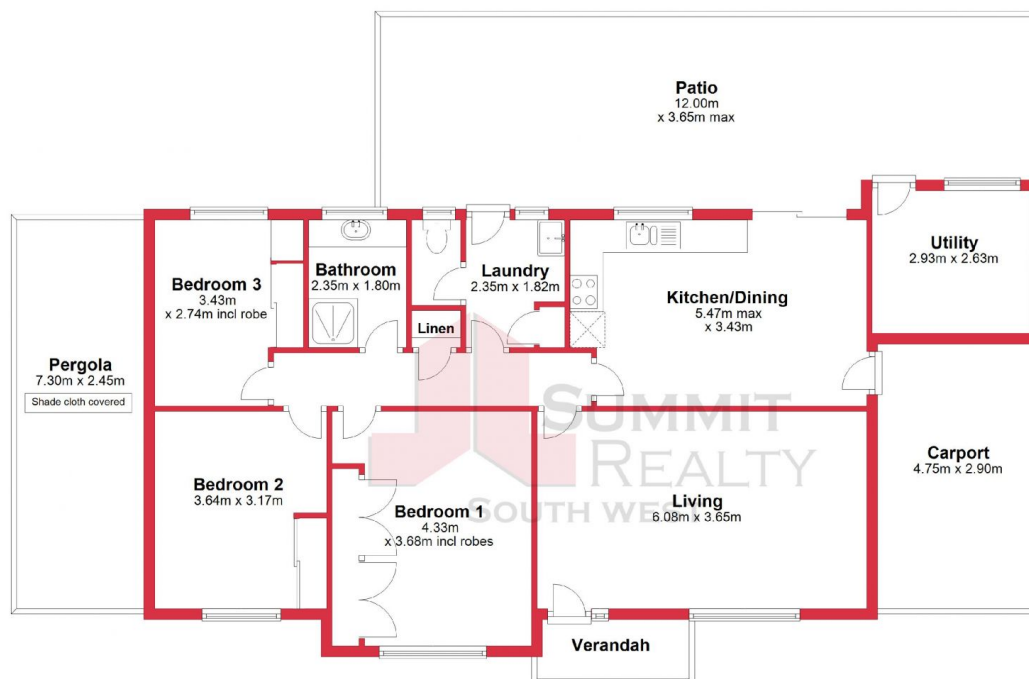 Patio
12.00m
x 3.65m max
Utility
2.93m x 2.63m
Bedroom 3
3.43m
x 2.74m incl robe
Bathroom
2.35m x 1.80m
Laundry
2.35m x 1.82m
Linen
Kitchen/Dining
5.47m max
x 3.43m
Pergola
7.30m x 2.45m
Shade cloth covered
Bedroom 2
3.64m x 3.17m
Bedroom 1
4.33m
x 3.68m incl robes
Living
6.08m x 3.65m
Carport
4.75m x 2.90m
Verandah
SUMMIT
REALTY
SOUTH WEST